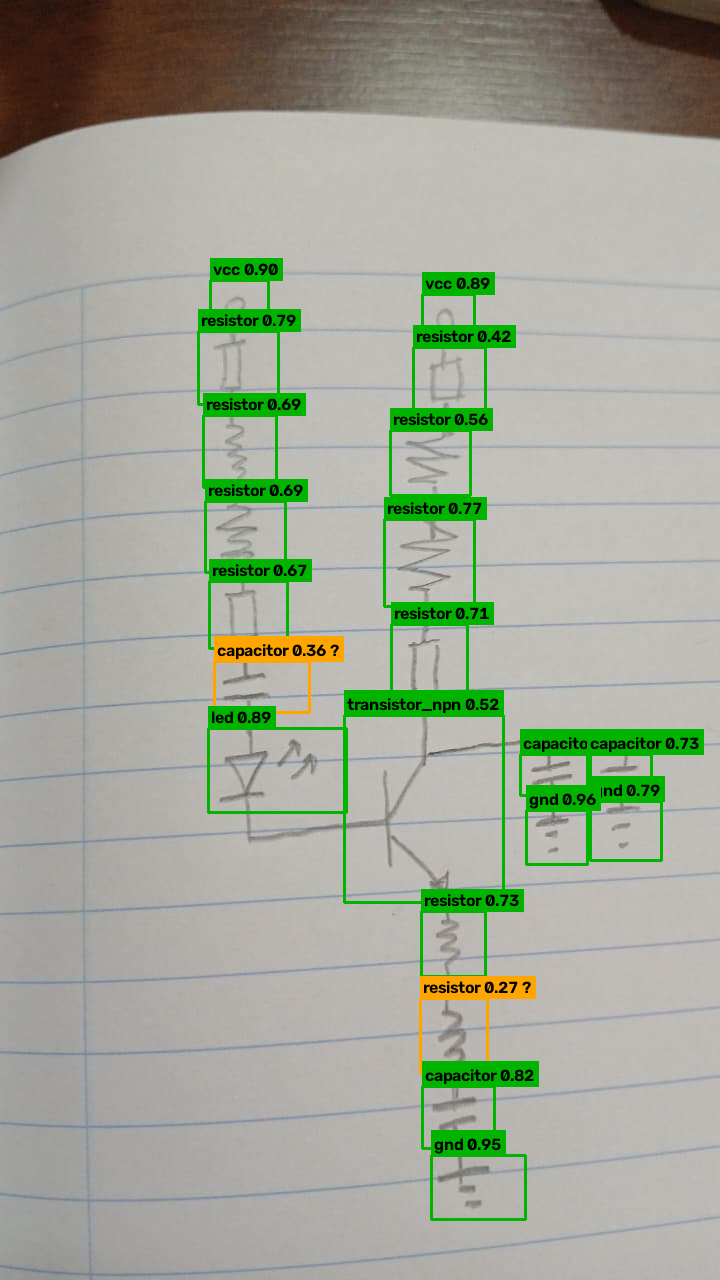 vcc 0.90
vcc 0.89
resistor 0.79
resistor 0.42
resistor 0.69
resistor 0.56
resistor 0.69
resistor 0.77
resistor 0.67
resistor 0.71
capacitor 0.36 ?
transistor_npn 0.52
led 0.89
capacito
capacitor 0.73
gnd 0.96
nd 0.79
resistor 0.73
resistor 0.27 ?
capacitor 0.82
gnd 0.95